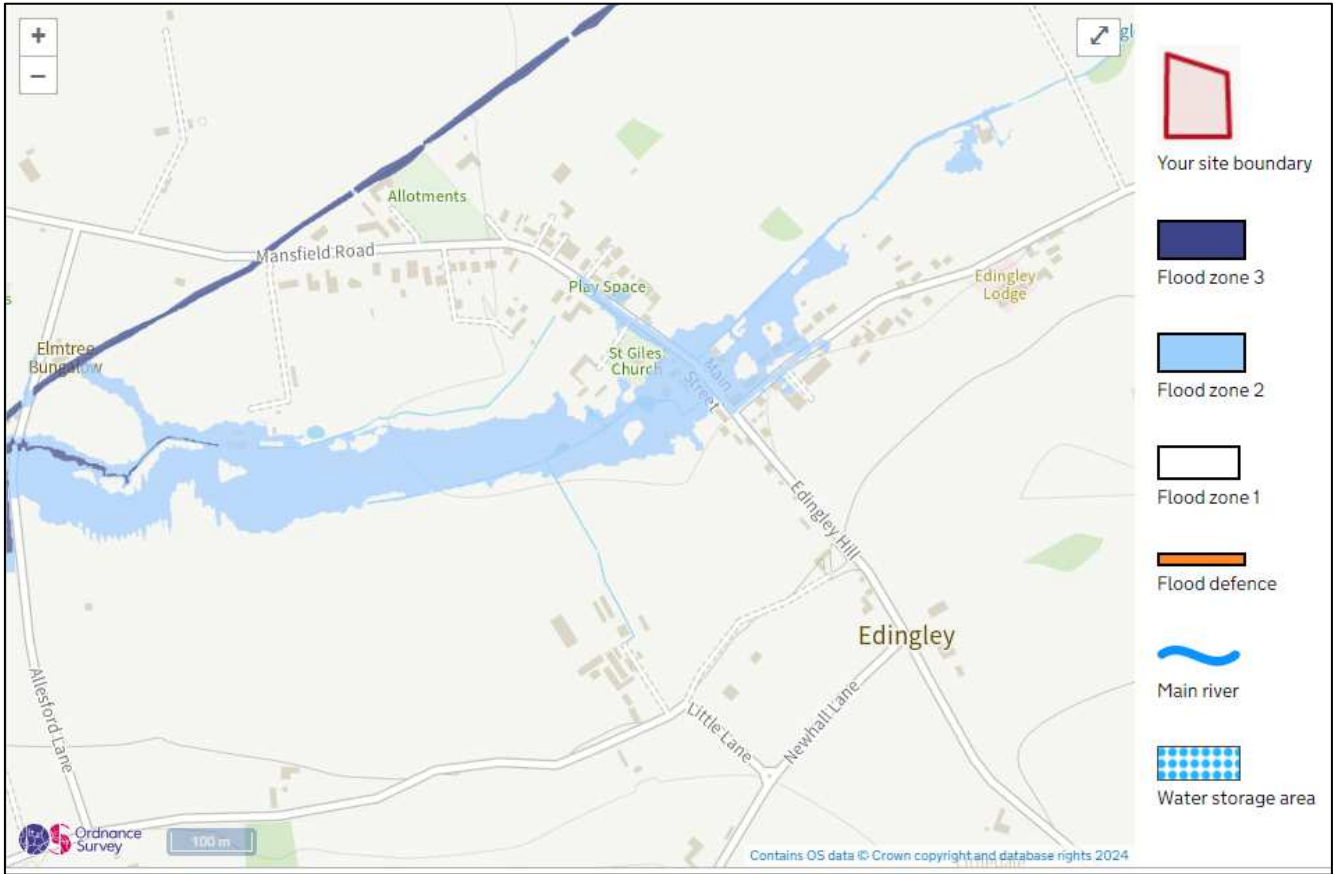 +
−
gl
Allotments
Mansfield Road
Play Space
Edingley
Lodge
s
Elmtree
Bungalow
St Giles
Church
Main
Street
Edingley Hill
Edingley
Allesford Lane
Little Lane
Newhall Lane
Ordnance
Survey
100 m
Contains OS data © Crown copyright and database rights 2024
Your site boundary
Flood zone 3
Flood zone 2
Flood zone 1
Flood defence
Main river
Water storage area